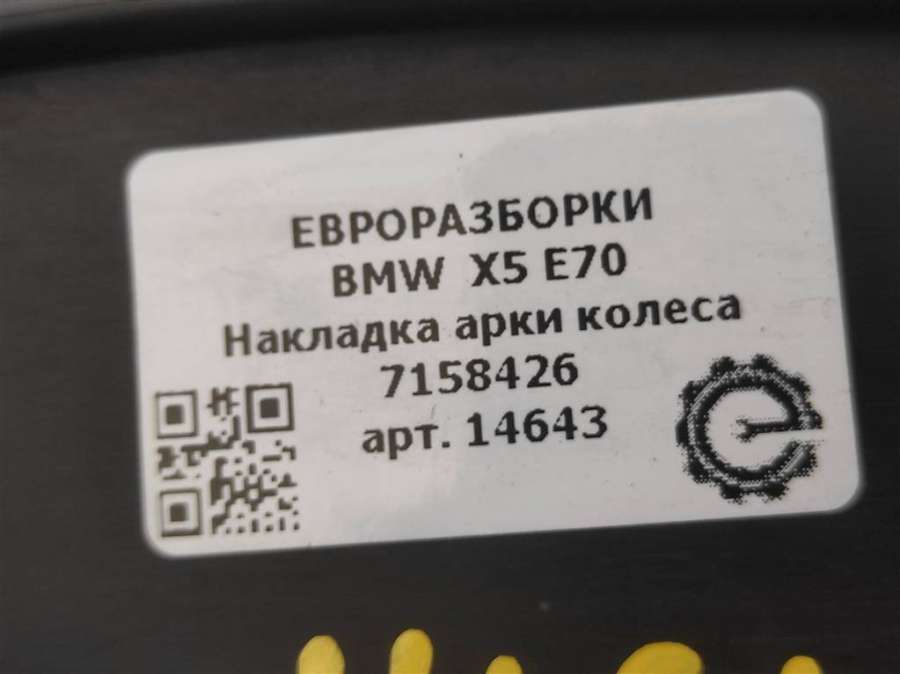 ЕВРОРАЗБОРКИ
BMW X5 E70
Накладка арки колеса
7158426
арт. 14643